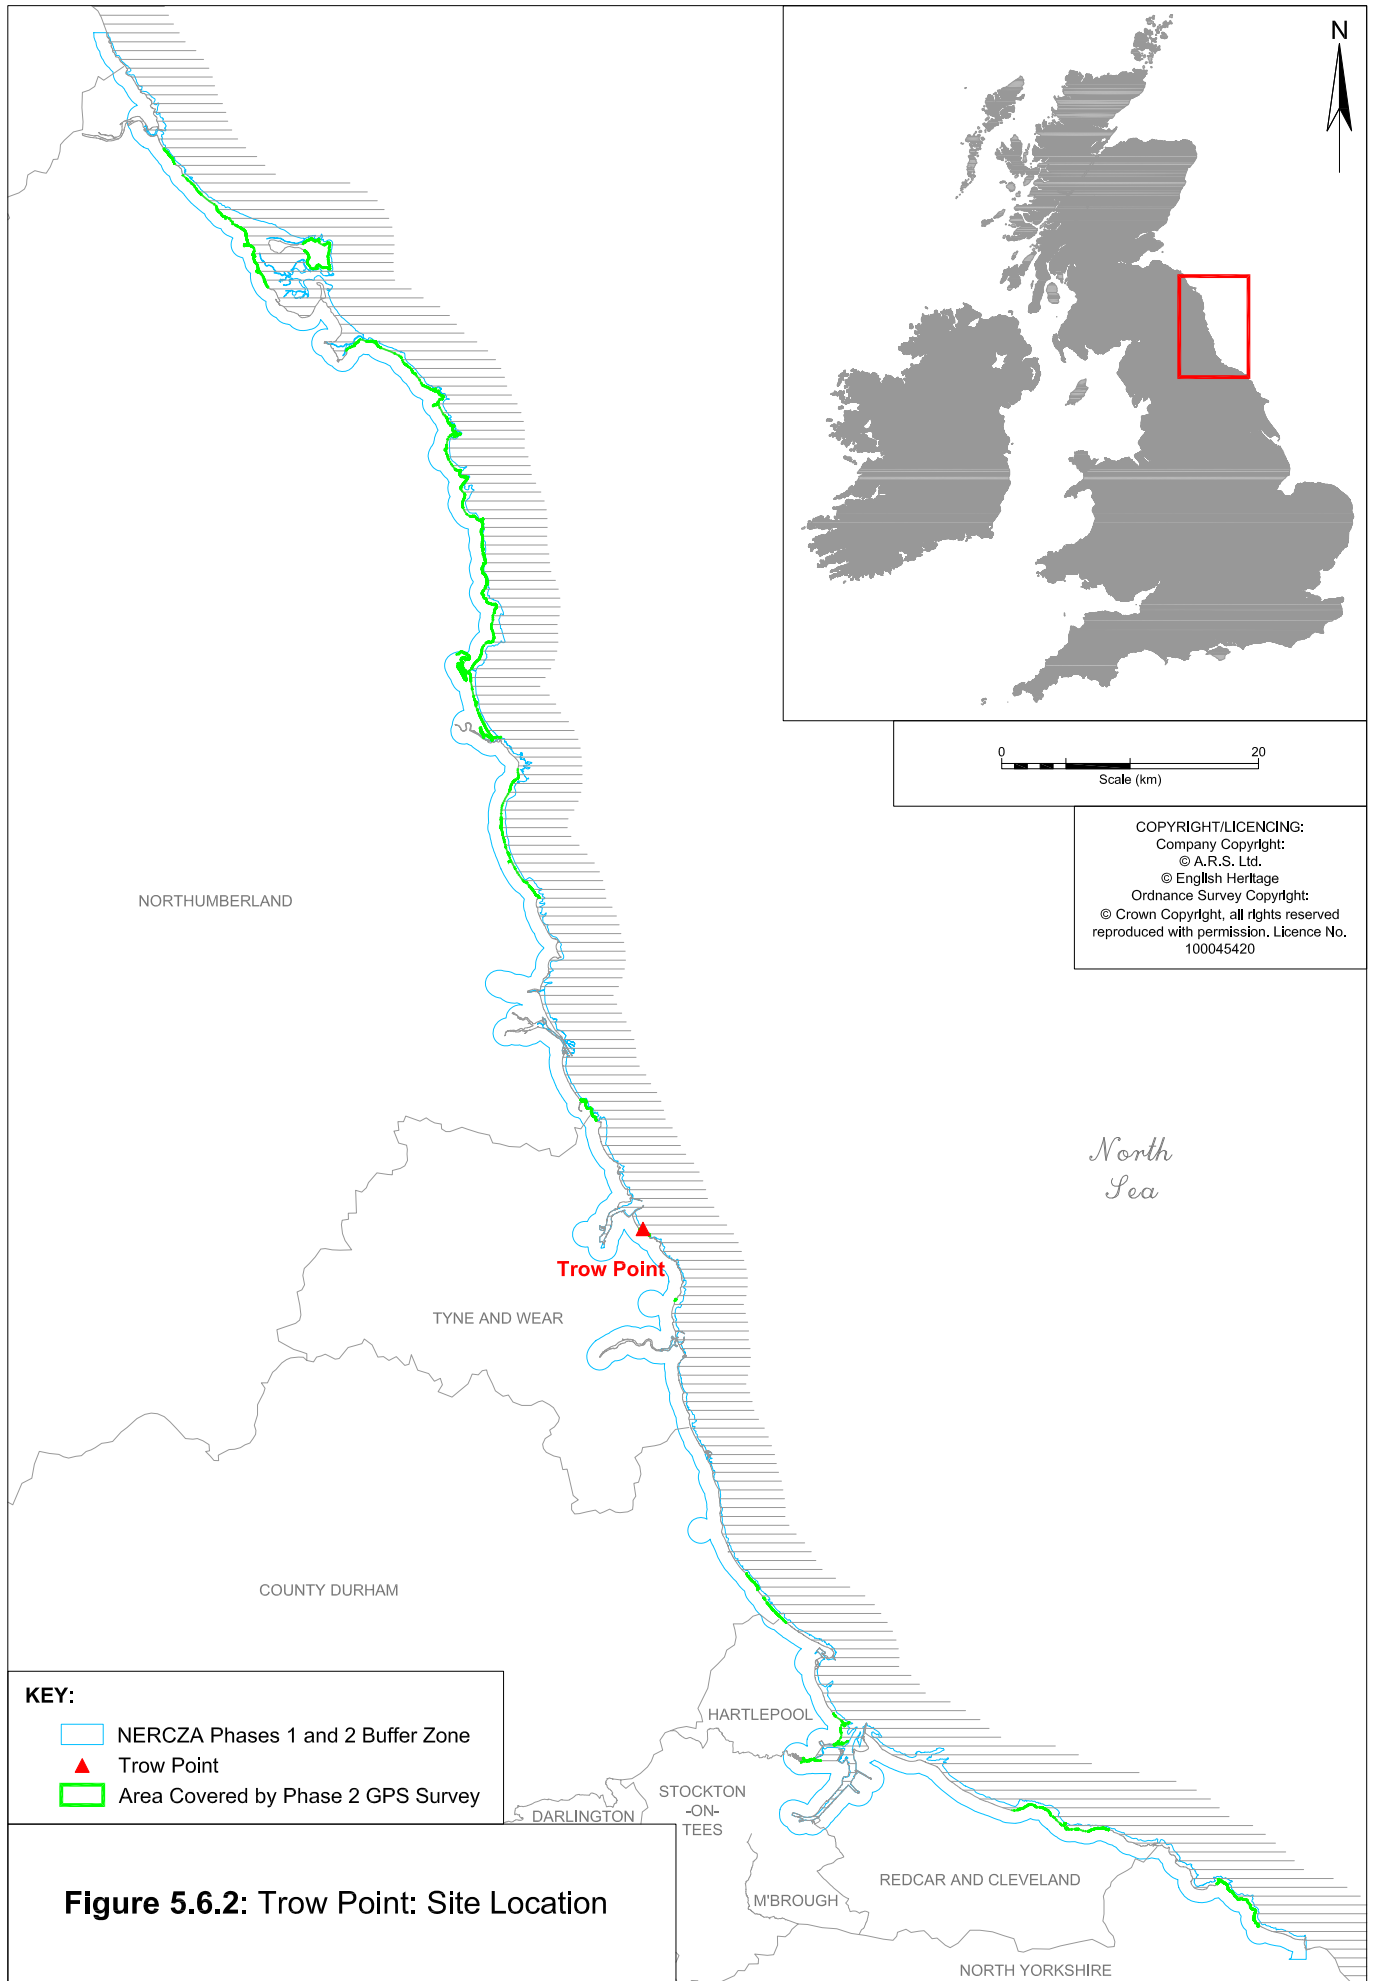 N
0
20
Scale (km)
COPYRIGHT/LICENCING:
Company Copyright:
© A.R.S. Ltd.
© English Heritage
Ordnance Survey Copyright:
© Crown Copyright, all rights reserved
reproduced with permission. Licence No.
100045420
NORTHUMBERLAND
North
Sea
Trow Point
TYNE AND WEAR
COUNTY DURHAM
HARTLEPOOL
STOCKTON
-ON-
TEES
DARLINGTON
REDCAR AND CLEVELAND
M'BROUGH
NORTH YORKSHIRE
KEY:
NERCZA Phases 1 and 2 Buffer Zone
Trow Point
Area Covered by Phase 2 GPS Survey
Figure 5.6.2: Trow Point: Site Location